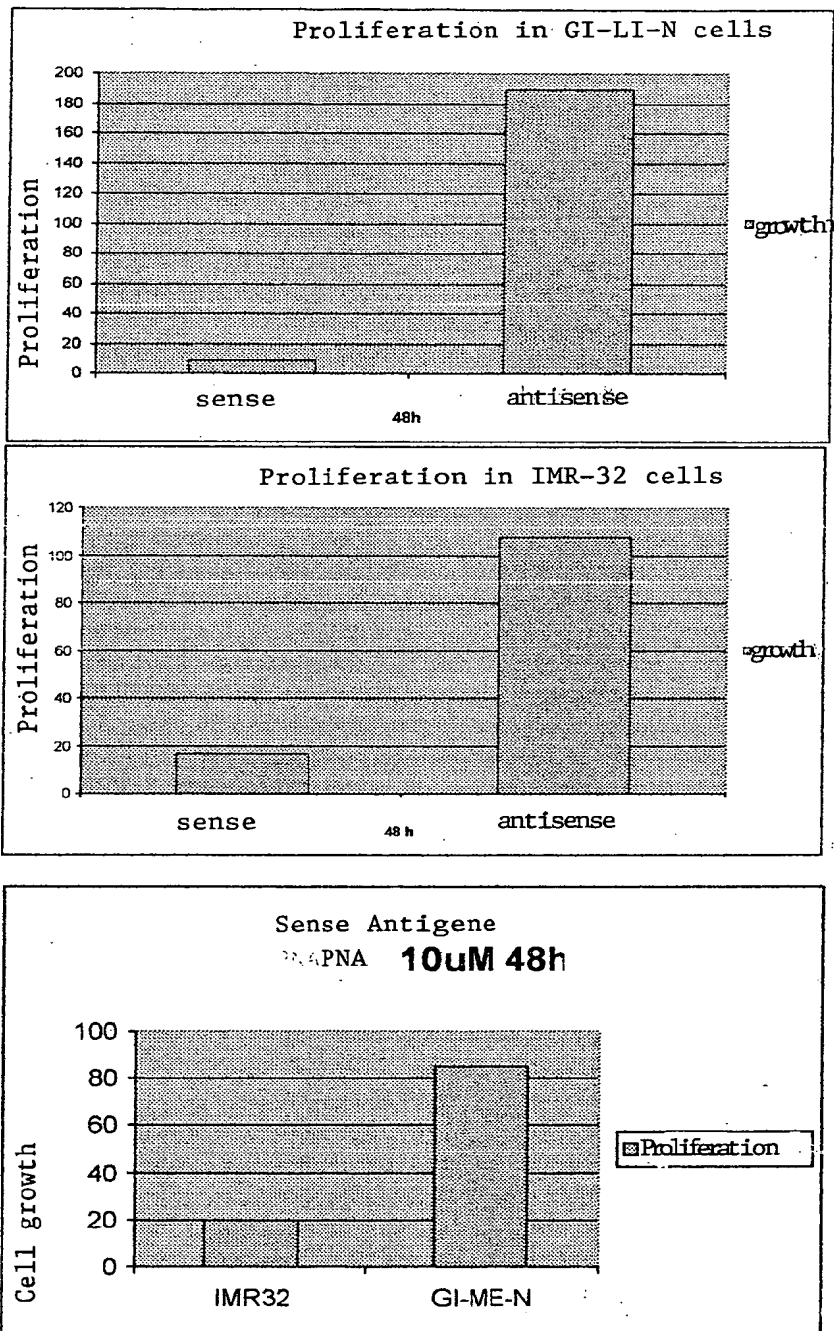 Proliferation in GI-LI-N cells
Proliferation
200
180
160
140
120
100
80
60
40
20
0
sense
antisense
48h
growth
Proliferation in IMR-32 cells
Proliferation
120
100
80
60
40
20
0
sense
antisense
48 h
growth
Sense Antigene
PNA 10uM 48h
Cell growth
100
80
60
40
20
0
IMR32
GI-ME-N
Proliferation